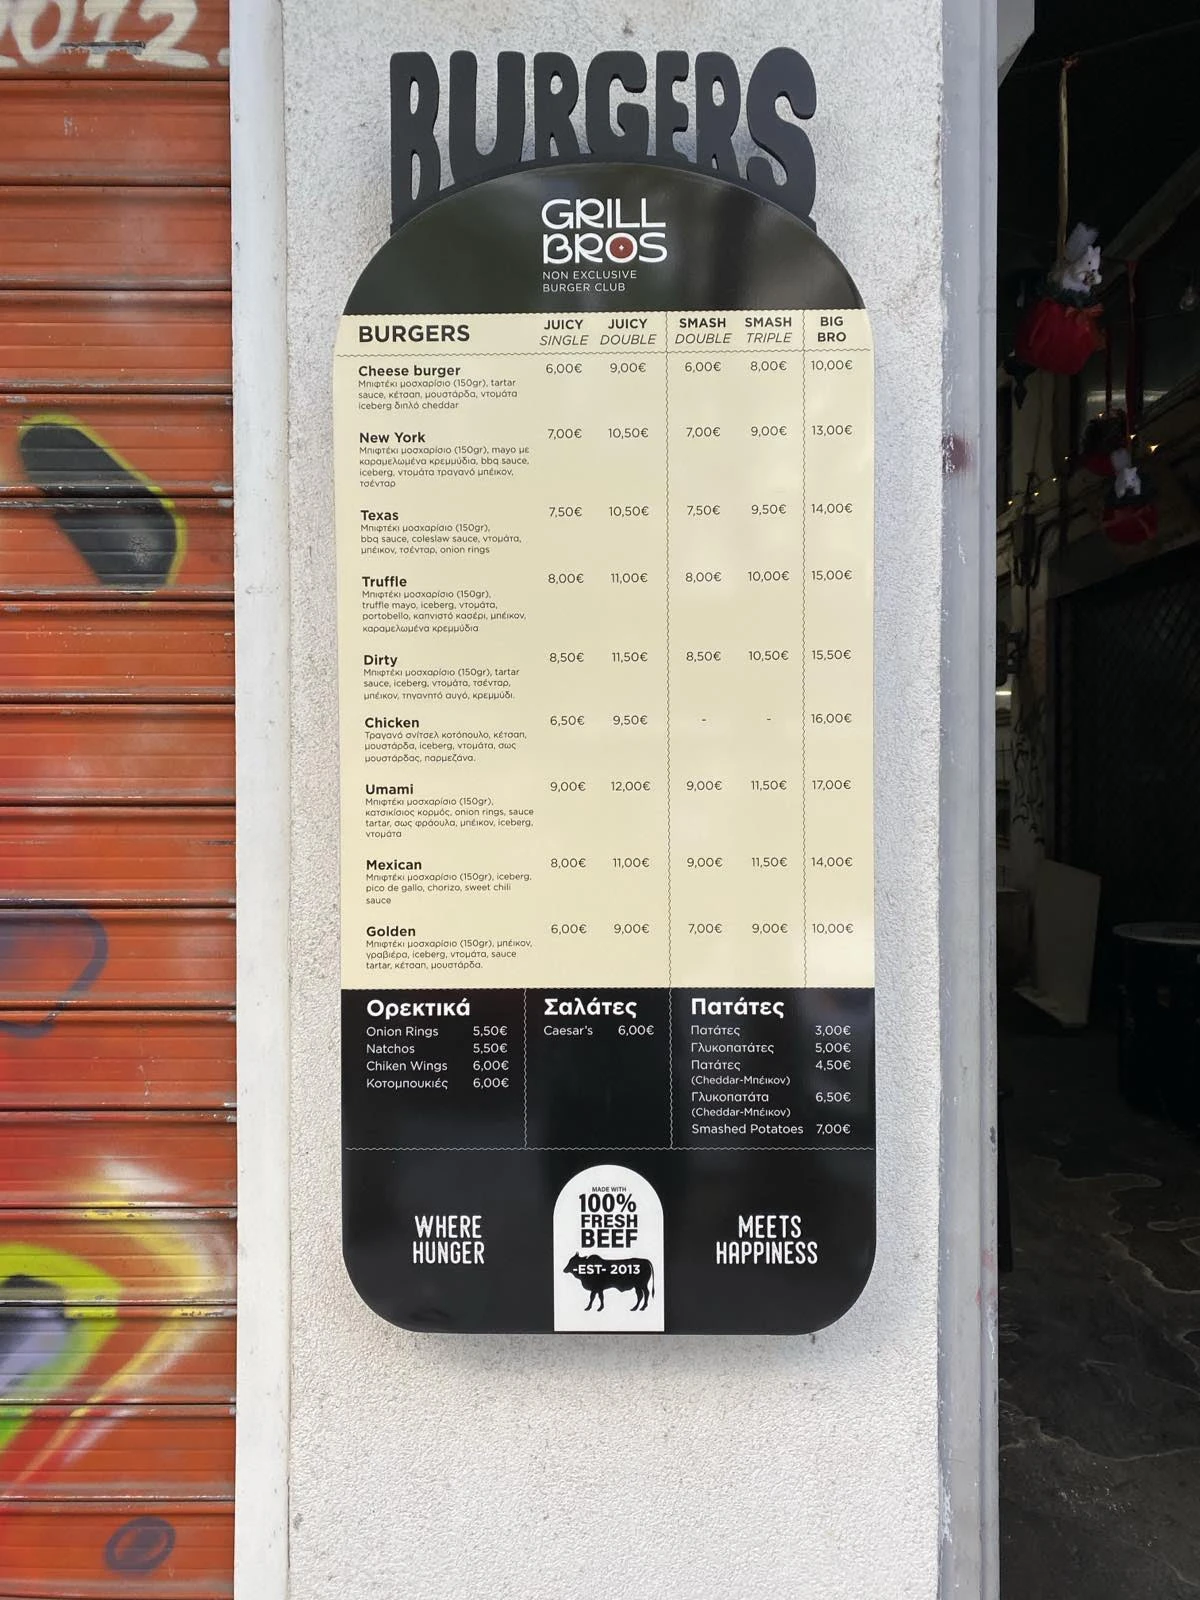 2012.
BURGERS
GRILL
BROS
NON EXCLUSIVE
BURGER CLUB
BURGERS JUICY SINGLE JUICY DOUBLE SMASH DOUBLE SMASH TRIPLE BIG BRO
Cheese burger 6,00€ 9,00€ 6,00€ 8,00€ 10,00€
Μπιφτέκι μοσχαρίσιο (150gr), tartar
sauce, κέτσαπ, μουστάρδα, ντομάτα
iceberg διπλό cheddar
New York 7,00€ 10,50€ 7,00€ 9,00€ 13,00€
Μπιφτέκι μοσχαρίσιο (150gr), mayo με
καραμελωμένα κρεμμύδια, bbq sauce,
iceberg, ντομάτα τραγανό μπέικον,
τσένταρ
Texas 7,50€ 10,50€ 7,50€ 9,50€ 14,00€
Μπιφτέκι μοσχαρίσιο (150gr),
bbq sauce, coleslaw sauce, ντομάτα,
μπέικον, τσένταρ, onion rings
Truffle 8,00€ 11,00€ 8,00€ 10,00€ 15,00€
Μπιφτέκι μοσχαρίσιο (150gr),
truffle mayo, iceberg, ντομάτα,
portobello, καπνιστό κασέρι, μπέικον,
καραμελωμένα κρεμμύδια
Dirty 8,50€ 11,50€ 8,50€ 10,50€ 15,50€
Μπιφτέκι μοσχαρίσιο (150gr), tartar
sauce, iceberg, ντομάτα, τσένταρ,
μπέικον, τηγανητό αυγό, κρεμμύδι.
Chicken 6,50€ 9,50€ - - 16,00€
Τραγανό σνίτσελ κοτόπουλο, κέτσαπ,
μουστάρδα, iceberg, ντομάτα, σως
μουστάρδας, παρμεζάνα.
Umami 9,00€ 12,00€ 9,00€ 11,50€ 17,00€
Μπιφτέκι μοσχαρίσιο (150gr),
κατσικίσιος κορμός, onion rings, sauce
tartar, σως φράουλα, μπέικον, iceberg,
ντομάτα
Mexican 8,00€ 11,00€ 9,00€ 11,50€ 14,00€
Μπιφτέκι μοσχαρίσιο (150gr), iceberg,
pico de gallo, chorizo, sweet chili
sauce
Golden 6,00€ 9,00€ 7,00€ 9,00€ 10,00€
Μπιφτέκι μοσχαρίσιο (150gr), μπέικον,
γραβιέρα, iceberg, ντομάτα, sauce
tartar, κέτσαπ, μουστάρδα.
Ορεκτικά
Onion Rings 5,50€
Natchos 5,50€
Chiken Wings 6,00€
Κοτομπουκιές 6,00€
Σαλάτες
Caesar's 6,00€
Πατάτες
Πατάτες 3,00€
Γλυκοπατάτες 5,00€
Πατάτες 4,50€
(Cheddar-Μπέικον)
Γλυκοπατάτα 6,50€
(Cheddar-Μπέικον)
Smashed Potatoes 7,00€
WHERE
HUNGER
MADE WITH
100%
FRESH
BEEF
-EST- 2013
MEETS
HAPPINESS